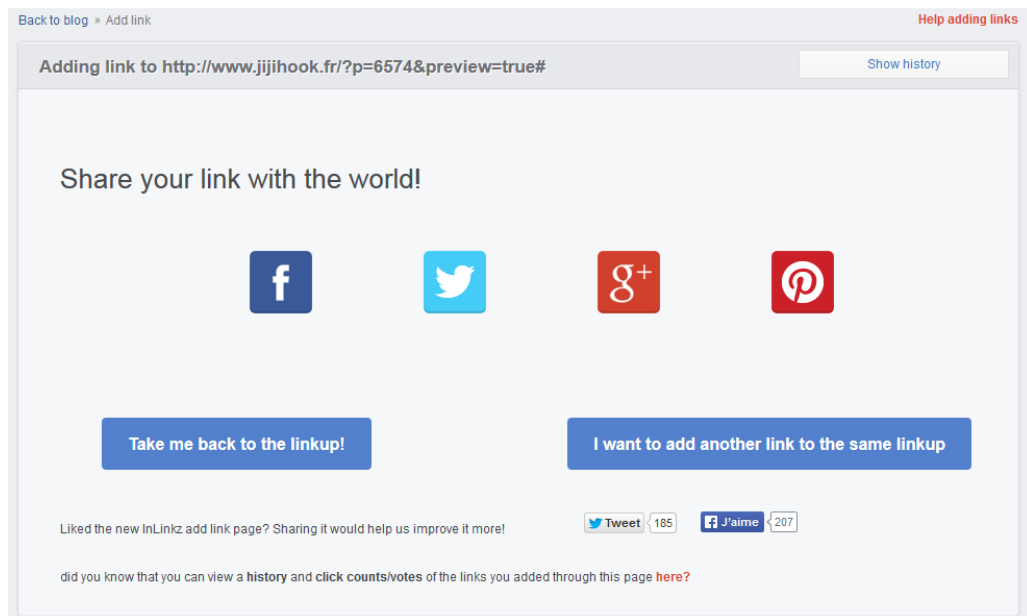 Back to blog » Add link
Help adding links
Adding link to http://www.jijihook.fr/?p=6574&preview=true#
Show history
Share your link with the world!
f
g+
Take me back to the linkup!
I want to add another link to the same linkup
Liked the new InLinkz add link page? Sharing it would help us improve it more!
Tweet 185
J'aime 207
did you know that you can view a history and click counts/votes of the links you added through this page here?